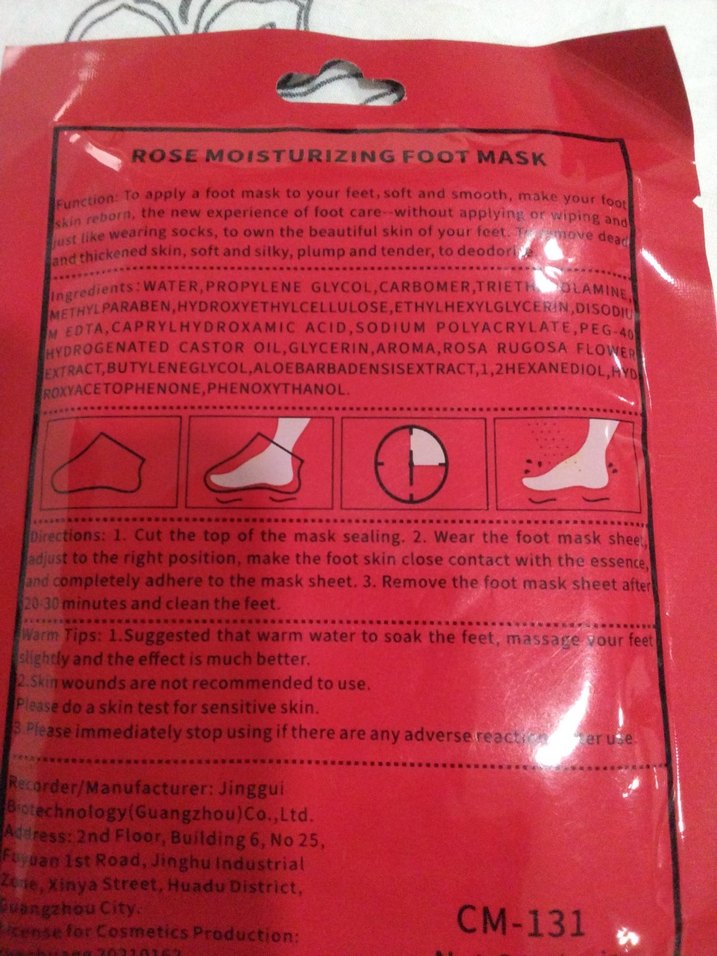 ROSE MOISTURIZING FOOT MASK
Function: To apply a foot mask to your feet, soft and smooth, make your foot
skin reborn, the new experience of foot care--without applying or wiping and
just like wearing socks, to own the beautiful skin of your feet. To remove dead
and thickened skin, soft and silky, plump and tender, to
Ingredients: WATER,PROPYLENE GLYCOL,CARBOMER,TRIETHANOLAMINE,
METHYLPARABEN,HYDROXYETHYLCELLULOSE,ETHYLHEXYLGLYCERIN,DISODIU
M EDTA,CAPRYLHYDROXAMIC ACID,SODIUM POLYACRYLATE,PEG-40
HYDROGENATED CASTOR OIL,GLYCERIN,AROMA,ROSA RUGOSA FLOWER
EXTRACT,BUTYLENEGLYCOL,ALOEBARBADENSISEXTRACT,1,2HEXANEDIOL,HYD
ROXYACETOPHENONE,PHENOXYTHANOL.
Directions: 1. Cut the top of the mask sealing. 2. Wear the foot mask sheet,
adjust to the right position, make the foot skin close contact with the essence,
and completely adhere to the mask sheet. 3. Remove the foot mask sheet after
20-30 minutes and clean the feet.
Warm Tips: 1.Suggested that warm water to soak the feet, massage your feet
slightly and the effect is much better.
2.Skin wounds are not recommended to use.
Please do a skin test for sensitive skin.
3.Please immediately stop using if there are any adverse reaction after use.
Recorder/Manufacturer: Jinggui
Biotechnology(Guangzhou)Co.,Ltd.
Address: 2nd Floor, Building 6, No 25,
Fuyuan 1st Road, Jinghu Industrial
Zone, Xinya Street, Huadu District,
Guangzhou City.
License for Cosmetics Production:
CM-131